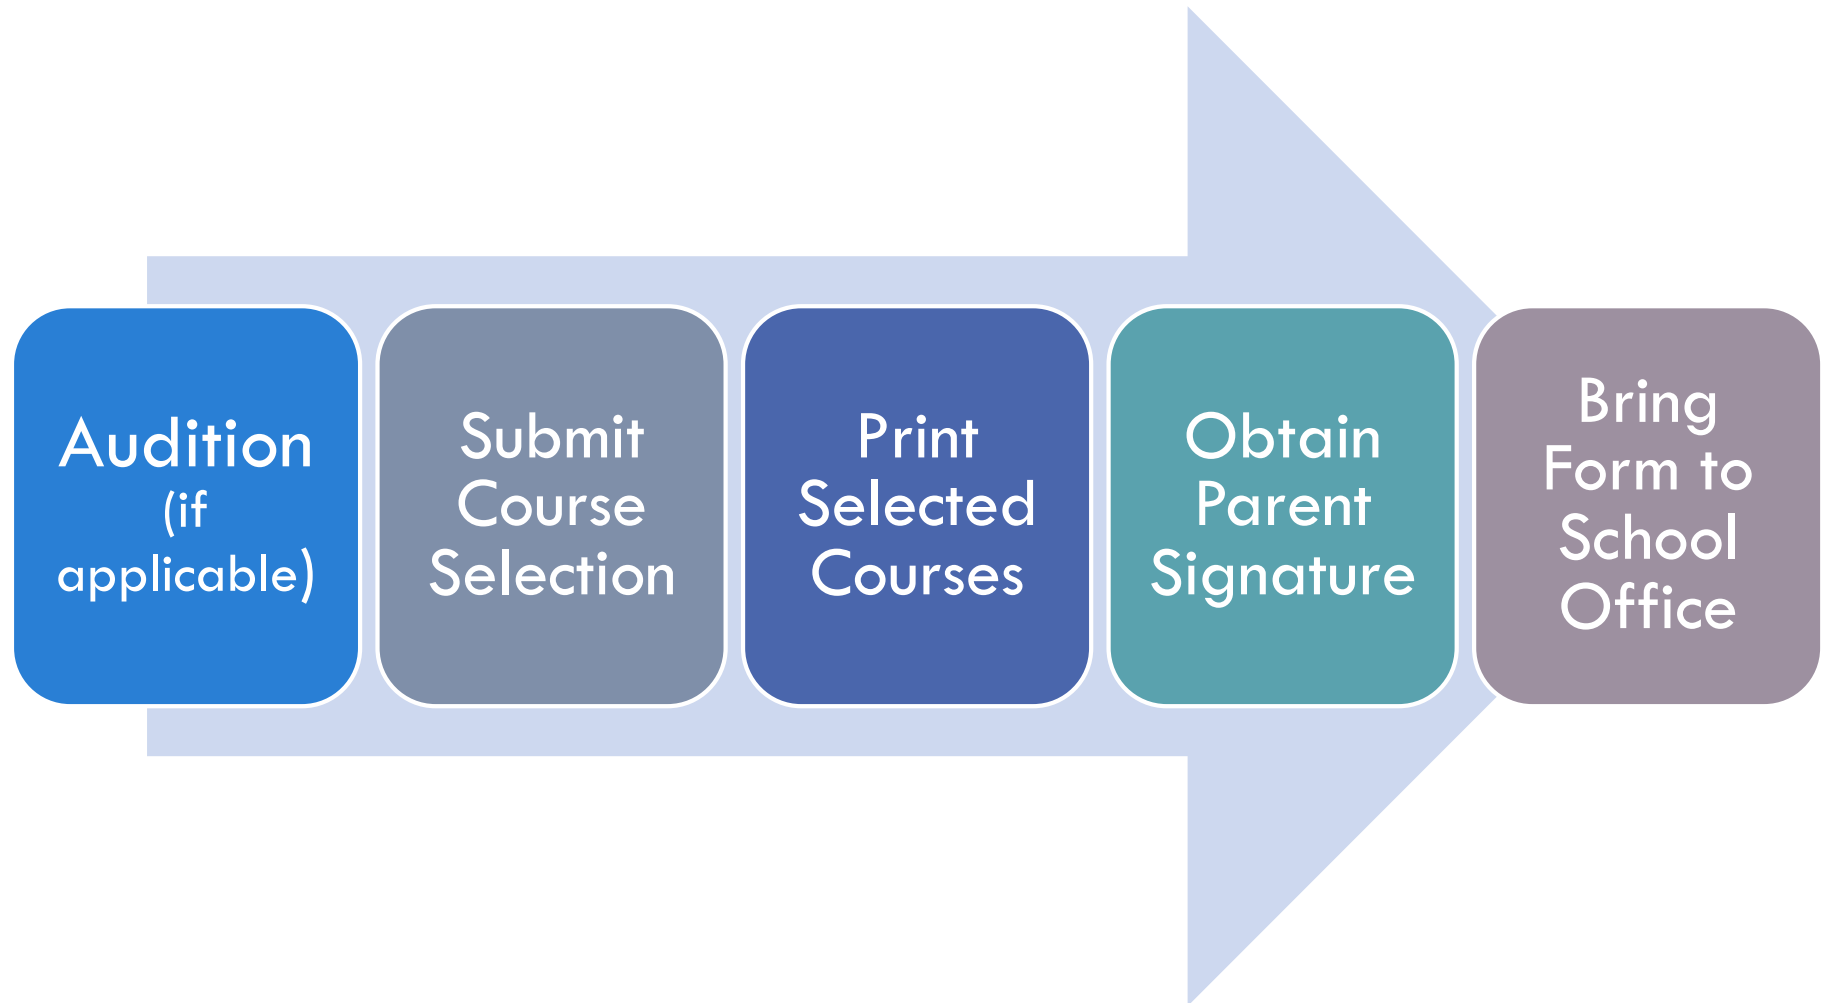 Audition
(if
applicable)
Submit
Course
Selection
Print
Selected
Courses
Obtain
Parent
Signature
Bring
Form to
School
Office